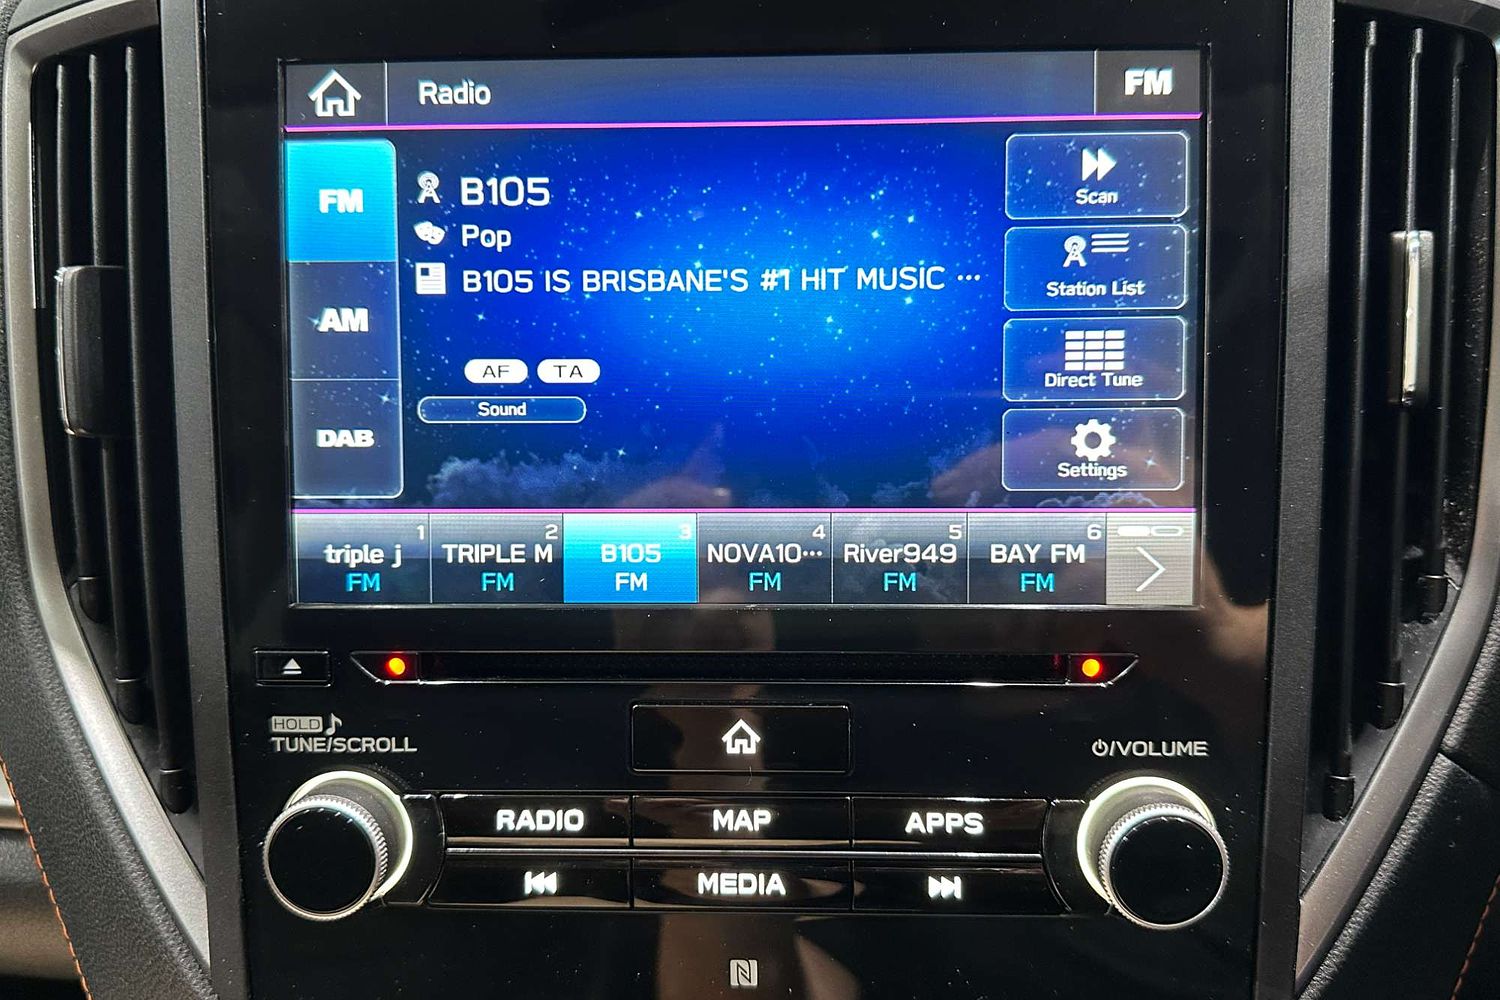 Radio
FM
FM
AM
DAB
B105
Pop
B105 IS BRISBANE'S #1 HIT MUSIC ···
AF TA
Sound
Scan
Station List
Direct Tune
Settings
1 2 3 4 5 6
triple j TRIPLE M B105 NOVA10··· River949 BAY FM
FM FM FM FM FM FM
HOLD
TUNE/SCROLL
/VOLUME
RADIO MAP APPS
MEDIA
N